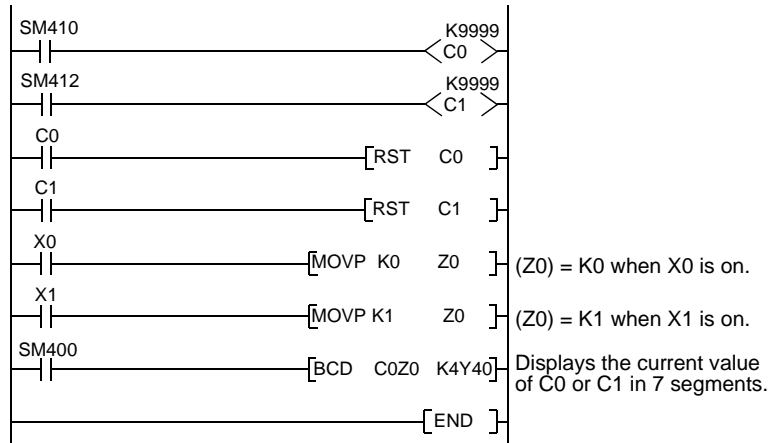 SM410
K9999
C0
SM412
K9999
C1
C0
RST C0
C1
RST C1
X0
MOVP K0 Z0 (Z0) = K0 when X0 is on.
X1
MOVP K1 Z0 (Z0) = K1 when X1 is on.
SM400
BCD C0Z0 K4Y40 Displays the current value
of C0 or C1 in 7 segments.
END